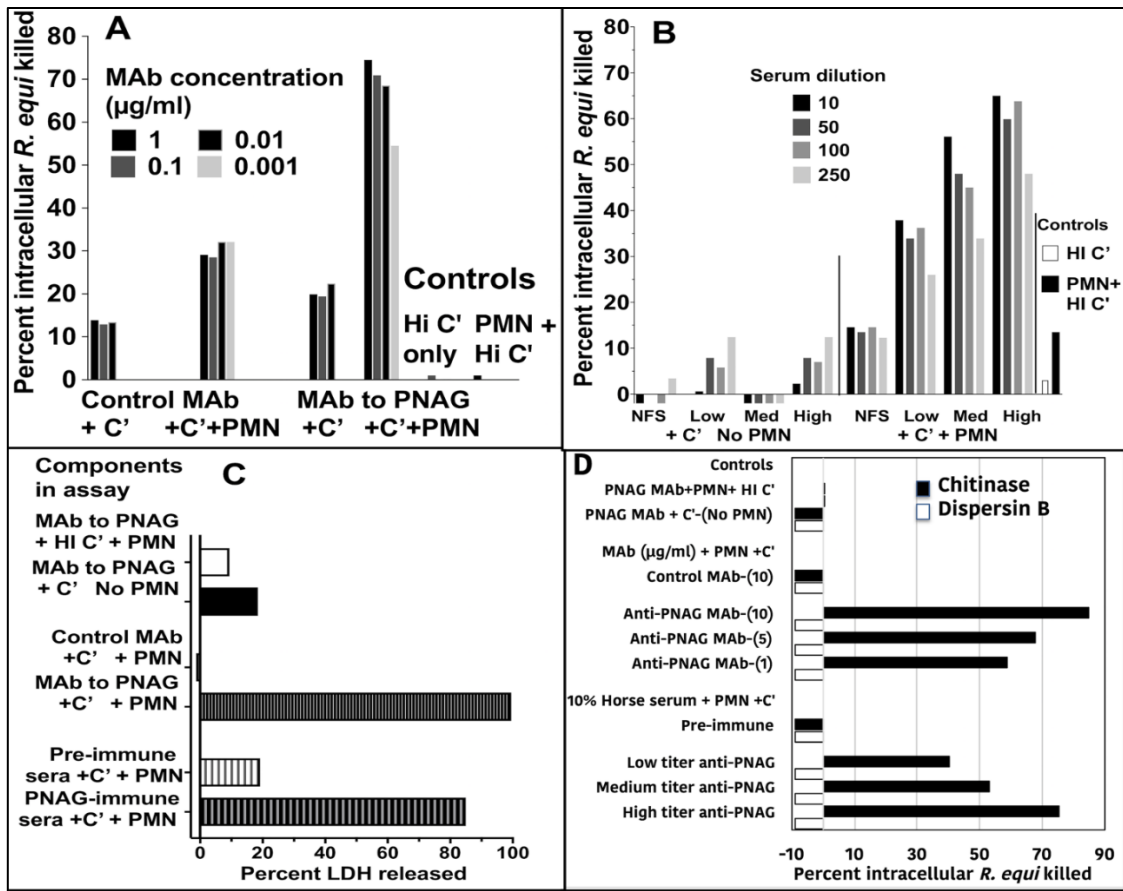 A
Percent intracellular R. equi killed
80
70
60
50
40
30
20
10
0
MAb concentration
(µg/ml)
1 0.01
0.1 0.001
Controls
Hi C' PMN +
only Hi C'
Control MAb MAb to PNAG
+ C' +C'+PMN +C' +C'+PMN
B
Percent intracellular R. equi killed
80
70
60
50
40
30
20
10
0
Serum dilution
10
50
100
250
Controls
HI C'
PMN+
HI C'
NFS Low Med High NFS Low Med High
+ C' No PMN + C' + PMN
C
Components
in assay
MAb to PNAG
+ HI C' + PMN
MAb to PNAG
+ C' No PMN
Control MAb
+C' + PMN
MAb to PNAG
+C' + PMN
Pre-immune
sera +C' + PMN
PNAG-immune
sera +C' + PMN
0 20 40 60 80 100
Percent LDH released
D
Controls
PNAG MAb+PMN+ HI C'
PNAG MAb + C'-(No PMN)
MAb (µg/ml) + PMN +C'
Control MAb-(10)
Anti-PNAG MAb-(10)
Anti-PNAG MAb-(5)
Anti-PNAG MAb-(1)
10% Horse serum + PMN +C'
Pre-immune
Low titer anti-PNAG
Medium titer anti-PNAG
High titer anti-PNAG
Chitinase
Dispersin B
-10 10 30 50 70 90
Percent intracellular R. equi killed